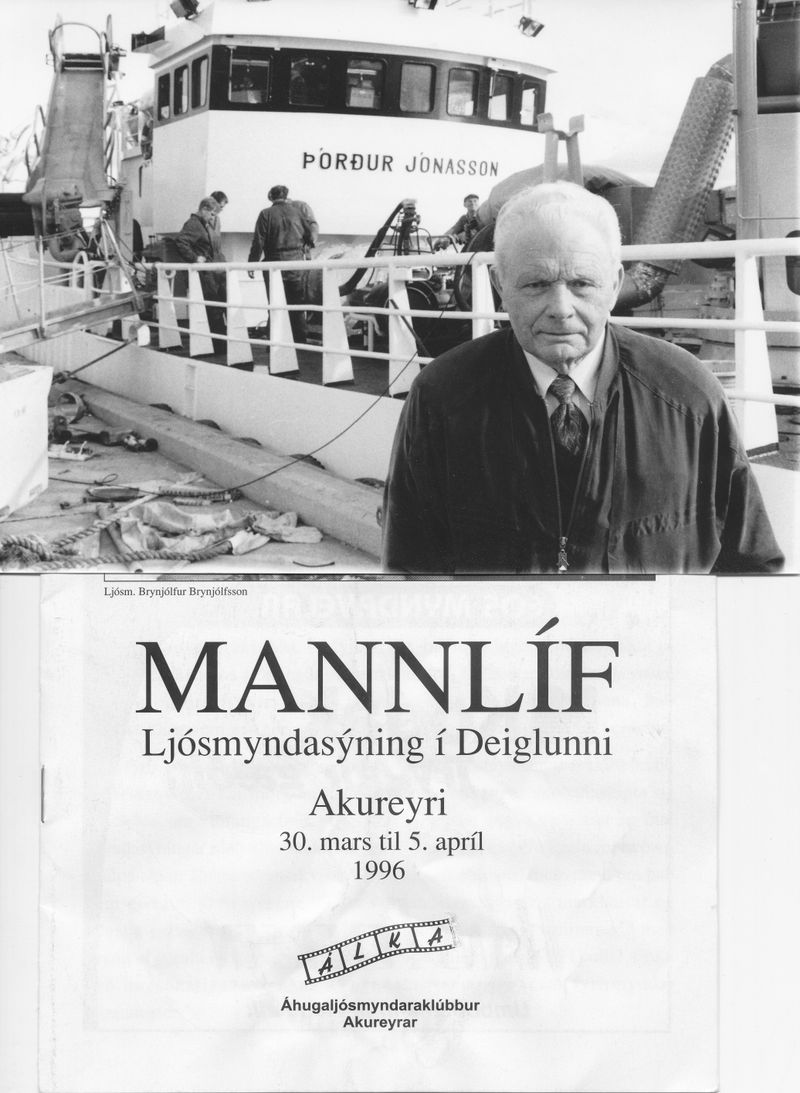 ÞÓRÐUR JÓNASSON
Ljósm. Brynjólfur Brynjólfsson
MANNLÍF
Ljósmyndasýning í Deiglunni
Akureyri
30. mars til 5. apríl
1996
ÁLKA
Áhugaljósmyndaraklúbbur
Akureyrar